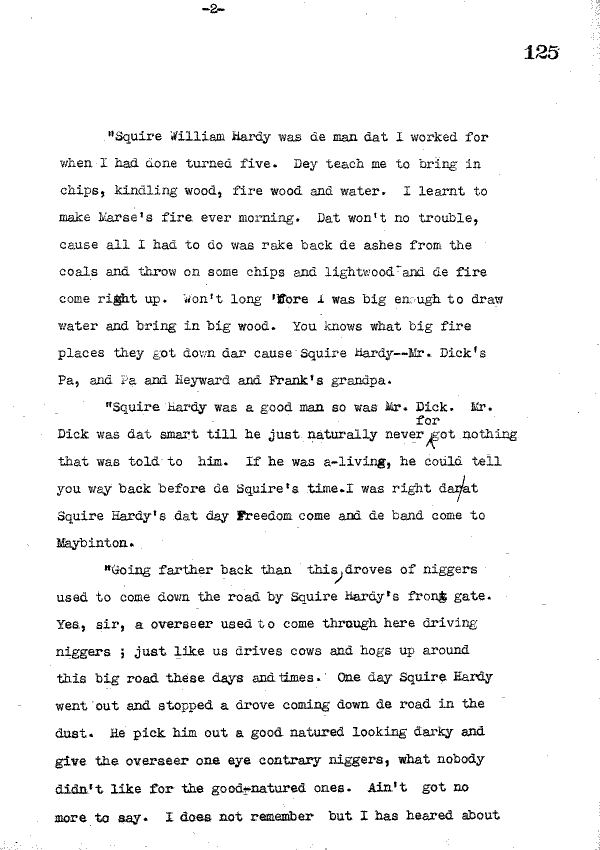 -2-
125
"Squire William Hardy was de man dat I worked for
when I had done turned five. Dey teach me to bring in
chips, kindling wood, fire wood and water. I learnt to
make Marse's fire ever morning. Dat won't no trouble,
cause all I had to do was rake back de ashes from the
coals and throw on some chips and lightwood and de fire
come right up. Won't long 'fore I was big enough to draw
water and bring in big wood. You knows what big fire
places they got down dar cause Squire Hardy--Mr. Dick's
Pa, and Pa and Heyward and Frank's grandpa.
"Squire Hardy was a good man so was Mr. Dick. Mr.
for
Dick was dat smart till he just naturally never got nothing
that was told to him. If he was a-living, he could tell
you way back before de Squire's time.I was right dar/at
Squire Hardy's dat day Freedom come and de band come to
Maybinton.
"Going farther back than this, droves of niggers
used to come down the road by Squire Hardy's front gate.
Yes, sir, a overseer used to come through here driving
niggers ; just like us drives cows and hogs up around
this big road these days and times. One day Squire Hardy
went out and stopped a drove coming down de road in the
dust. He pick him out a good natured looking darky and
give the overseer one eye contrary niggers, what nobody
didn't like for the good-natured ones. Ain't got no
more to say. I does not remember but I has heared about